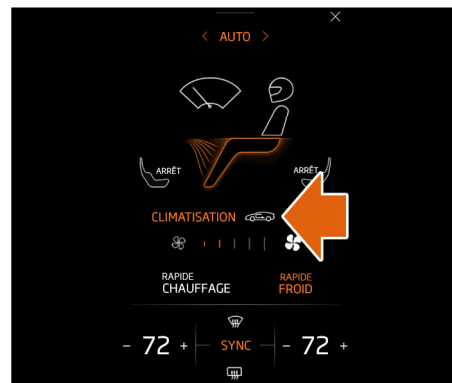 < AUTO >
ARRÊT ARRÊT
CLIMATISATION
RAPIDE
CHAUFFAGE
RAPIDE
FROID
- 72 + SYNC - 72 +